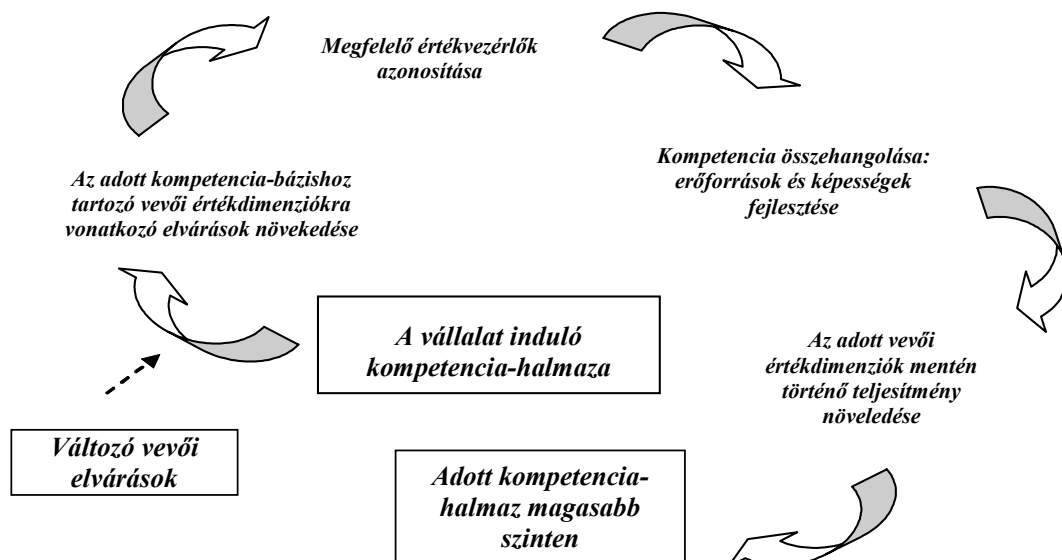 Megfelelő értékvezérlők
azonosítása
Kompetencia összehangolása:
erőforrások és képességek
fejlesztése
Az adott kompetencia-bázishoz
tartozó vevői értékdimenziókra
vonatkozó elvárások növekedése
A vállalat induló
kompetencia-halmaza
Az adott vevői
értékdimenziók mentén
történő teljesítmény
növeledése
Változó vevői
elvárások
Adott kompetencia-
halmaz magasabb
szinten